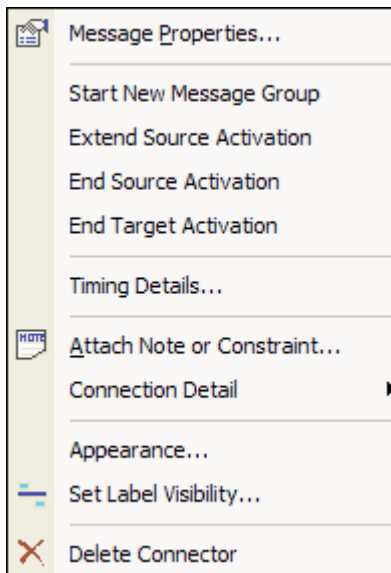 Message Properties...
Start New Message Group
Extend Source Activation
End Source Activation
End Target Activation
Timing Details...
NOTE
Attach Note or Constraint...
Connection Detail
Appearance...
Set Label Visibility...
Delete Connector